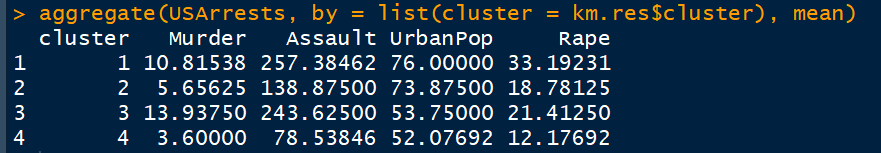 > aggregate(USArrests, by = list(cluster = km.res$cluster), mean)
  cluster   Murder   Assault UrbanPop     Rape
1       1 10.81538 257.38462 76.00000 33.19231
2       2  5.65625 138.87500 73.87500 18.78125
3       3 13.93750 243.62500 53.75000 21.41250
4       4  3.60000  78.53846 52.07692 12.17692